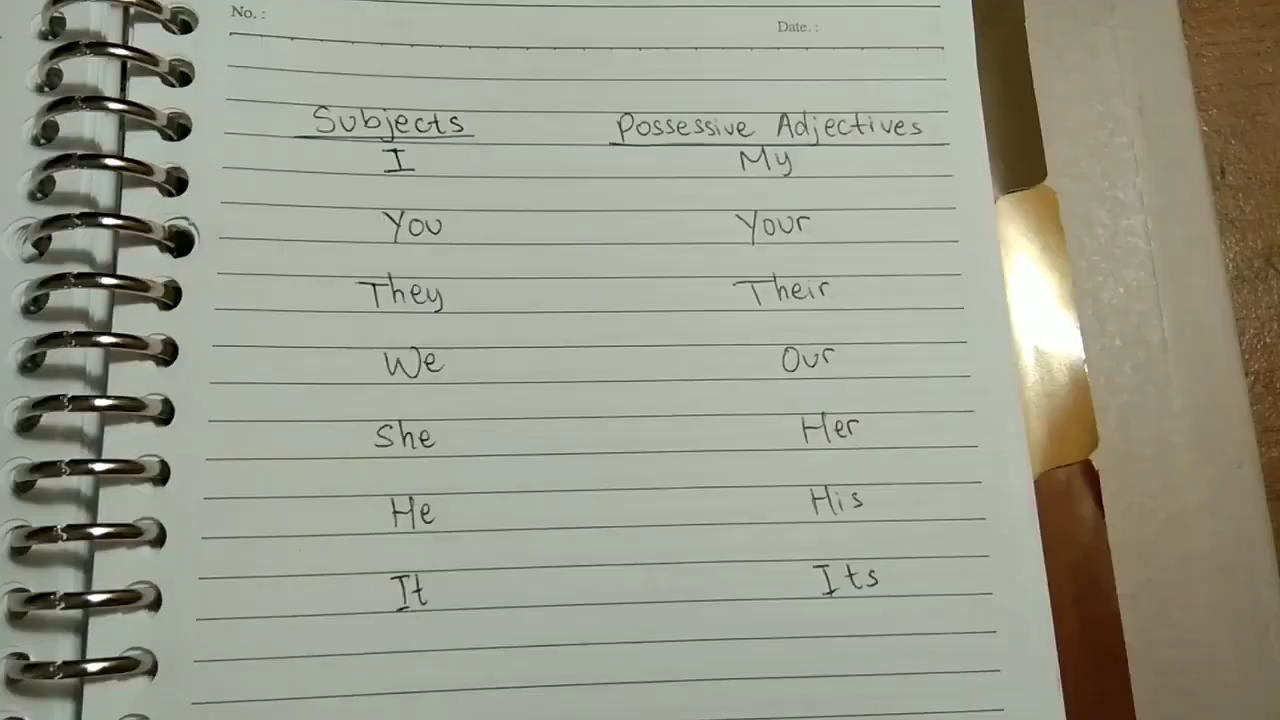 No. : Date. :
Subjects Possessive Adjectives
I My
You Your
They Their
We Our
She Her
He His
It Its